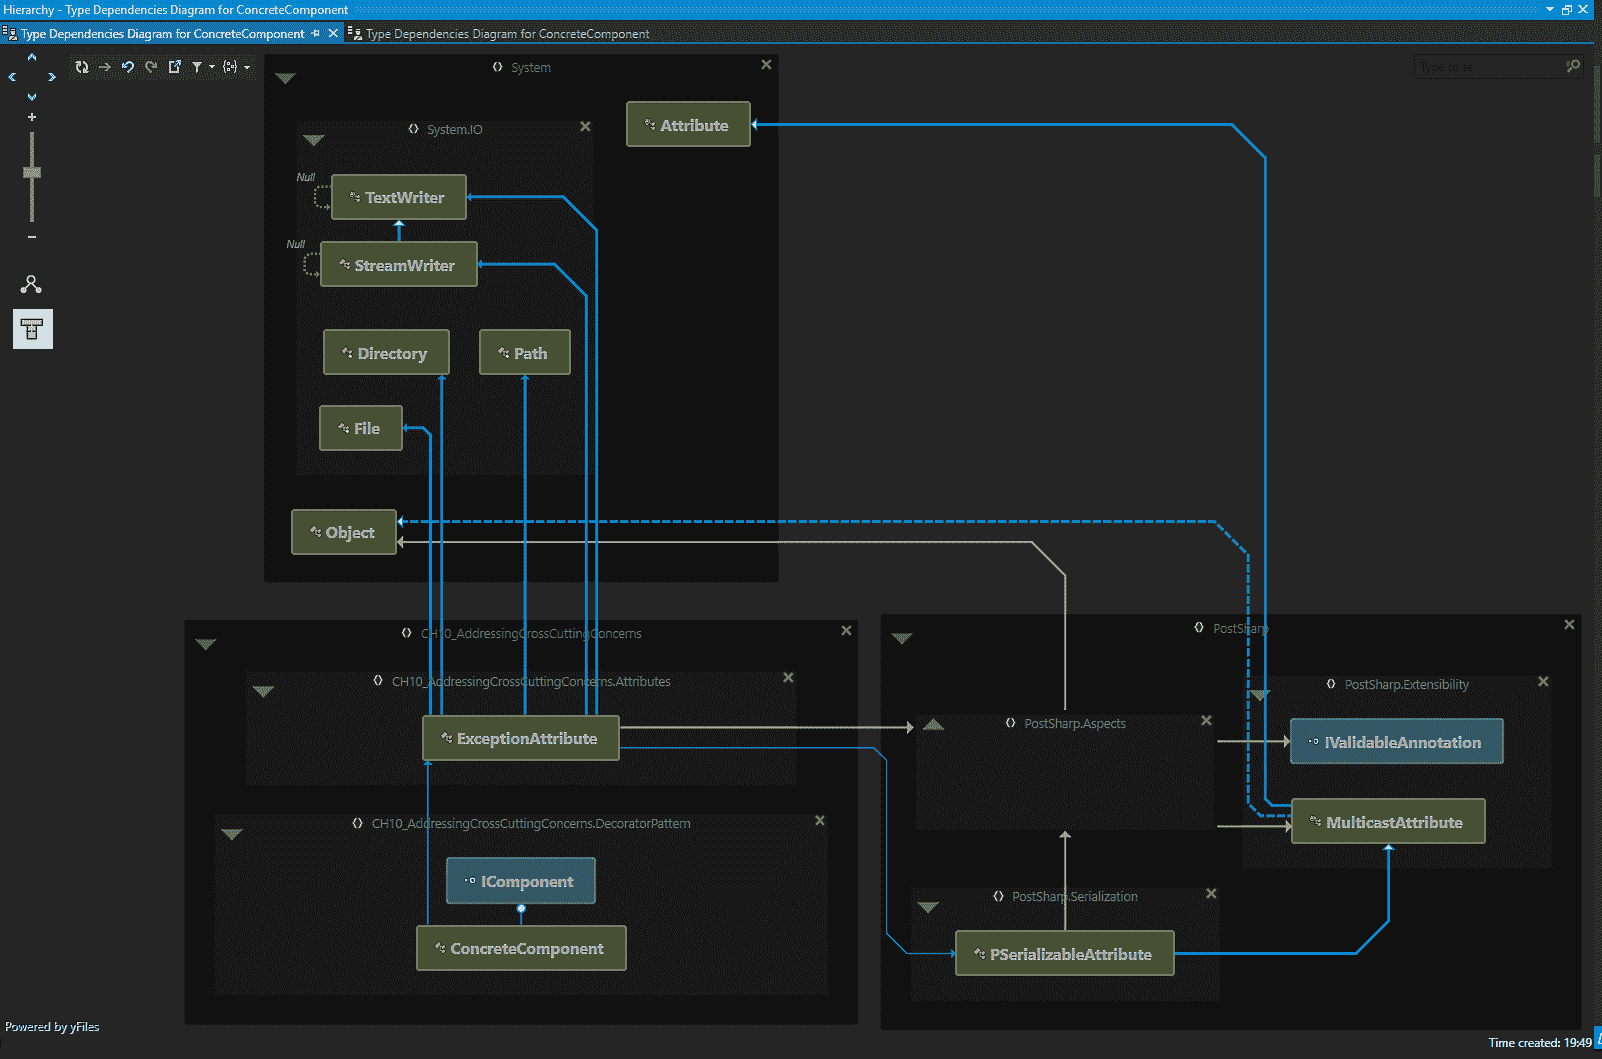 Hierarchy - Type Dependencies Diagram for ConcreteComponent
Type Dependencies Diagram for ConcreteComponent
Type Dependencies Diagram for ConcreteComponent
System
Type to se
System.IO
Attribute
Null
TextWriter
Null
StreamWriter
Directory
Path
File
Object
CH10_AddressingCrossCuttingConcerns
PostSharp
CH10_AddressingCrossCuttingConcerns.Attributes
PostSharp.Extensibility
ExceptionAttribute
PostSharp.Aspects
IValidableAnnotation
CH10_AddressingCrossCuttingConcerns.DecoratorPattern
MulticastAttribute
IComponent
PostSharp.Serialization
ConcreteComponent
PSerializableAttribute
Powered by yFiles
Time created: 19:49